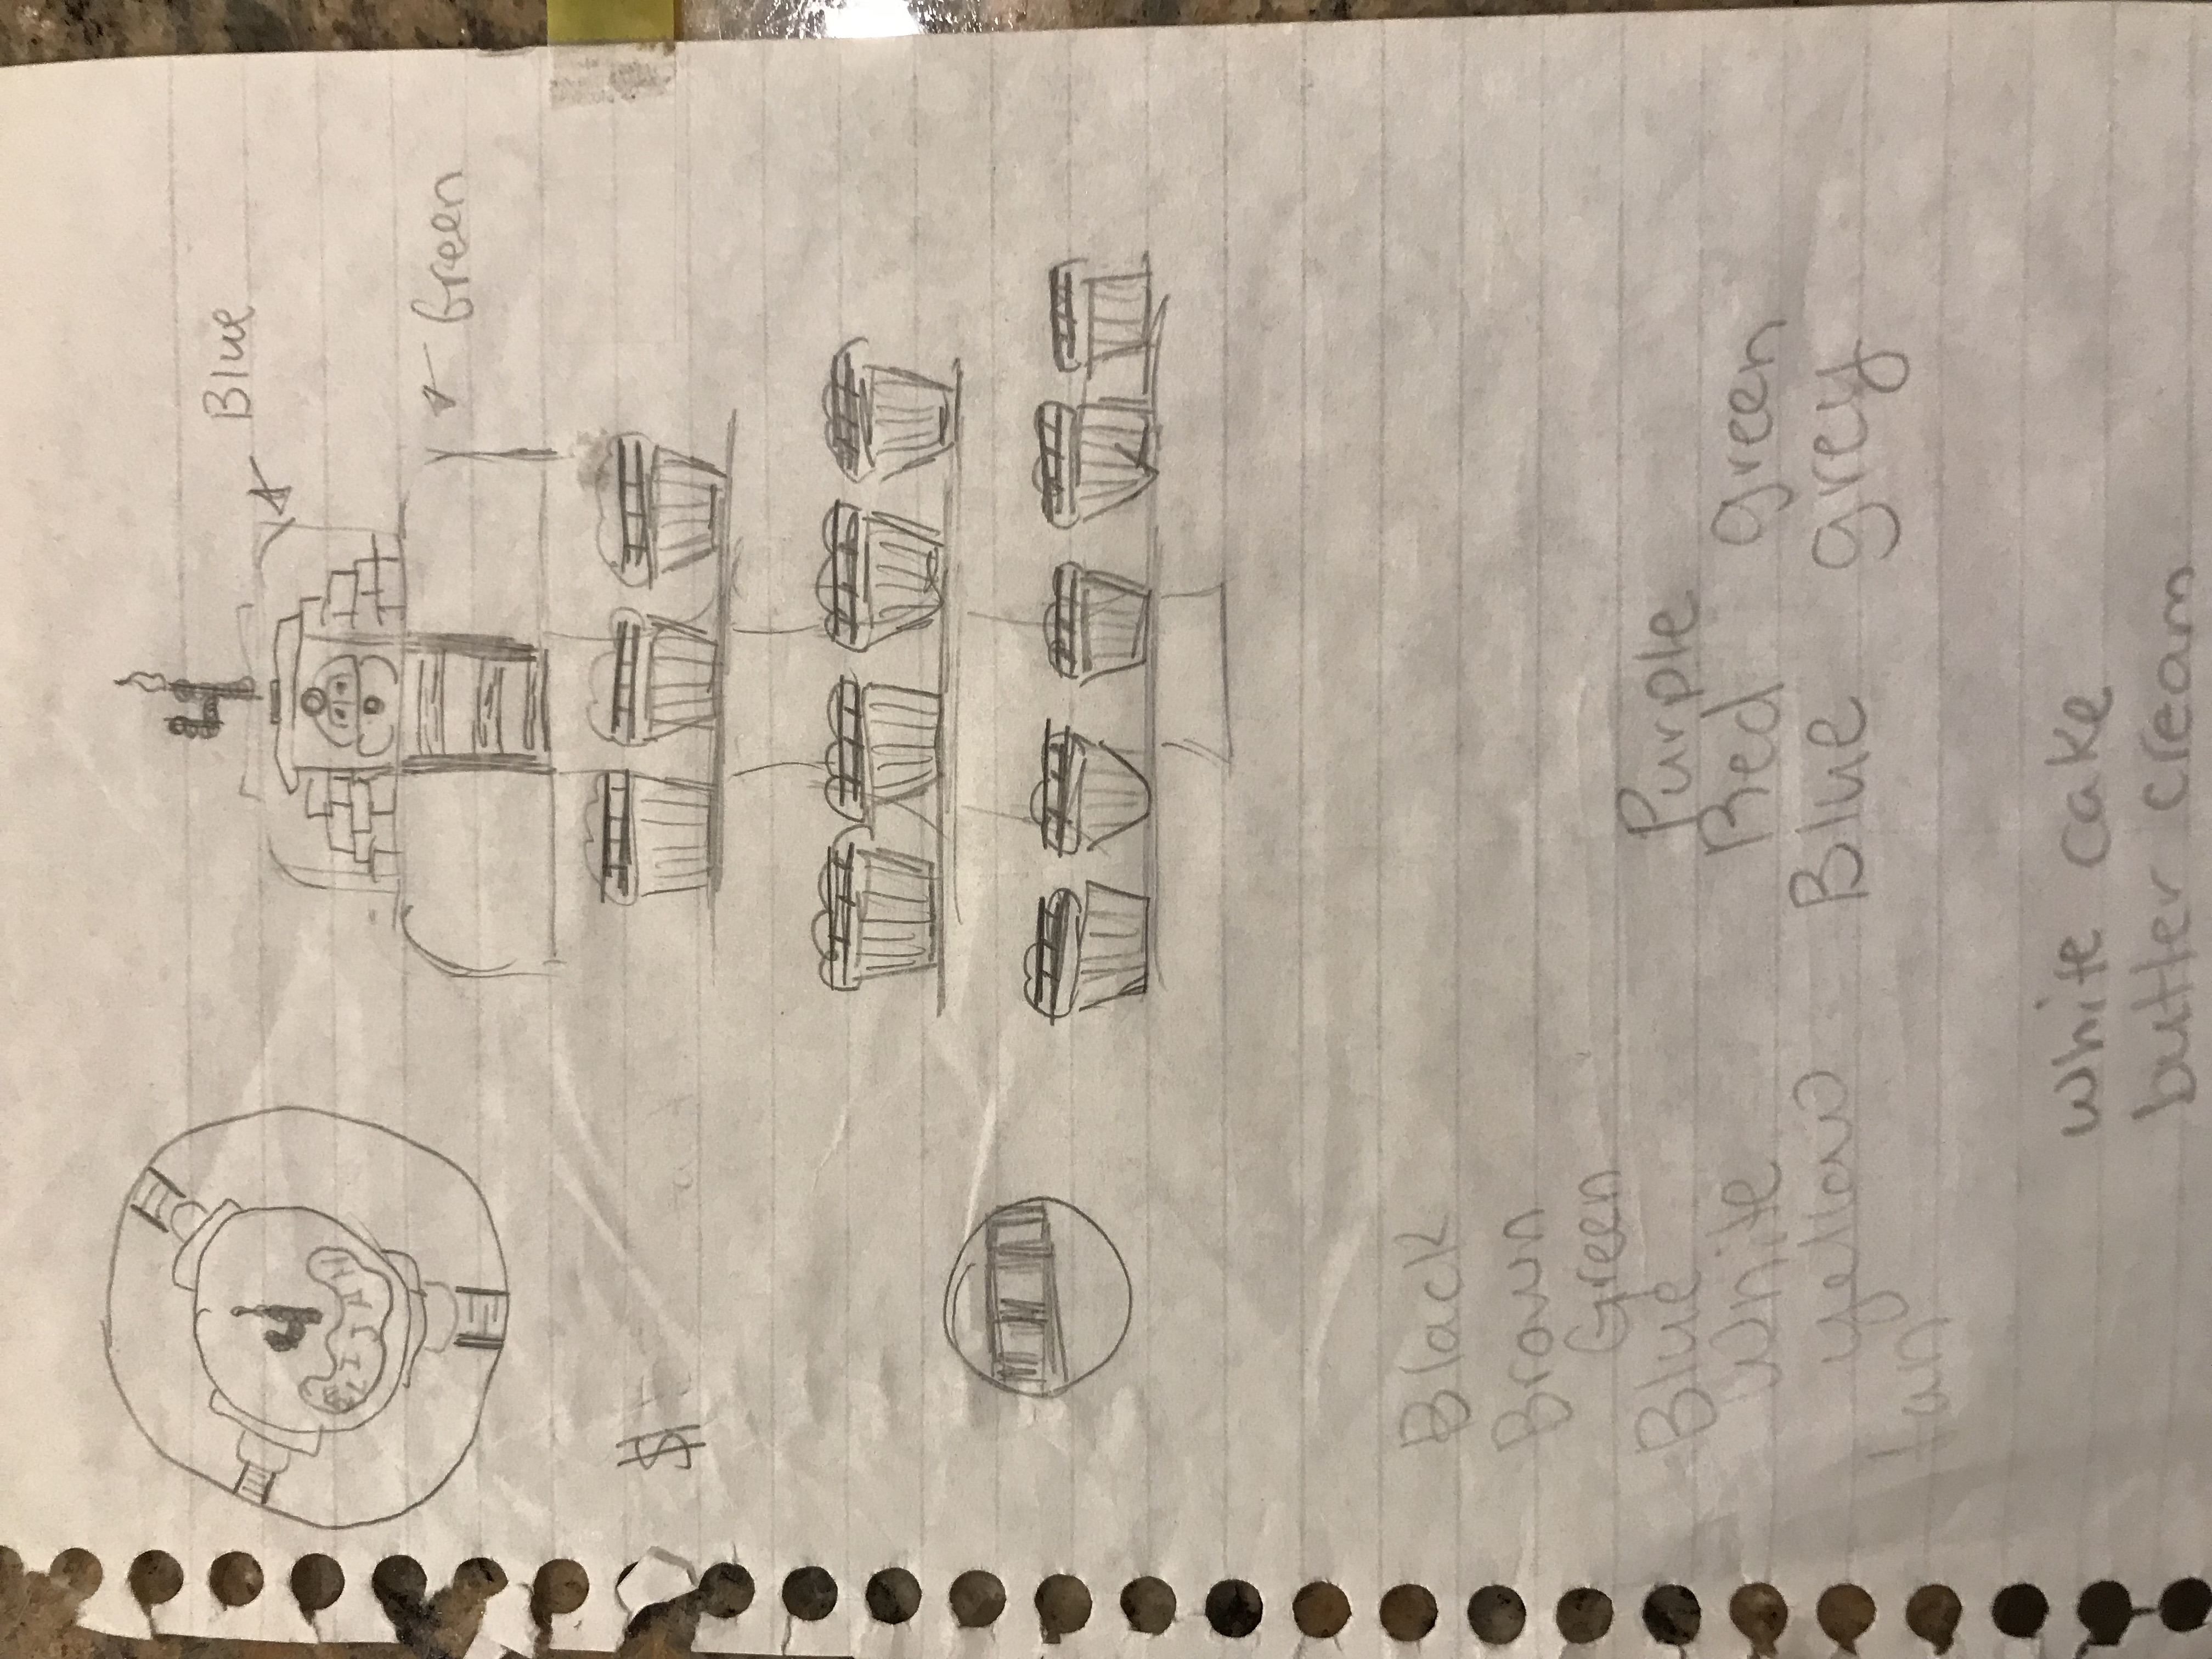 4
4
Blue
Green
$
Black
Brown
Green
Blue
White
yellow
tan
Purple
Red green
Blue grey
white cake
butter cream